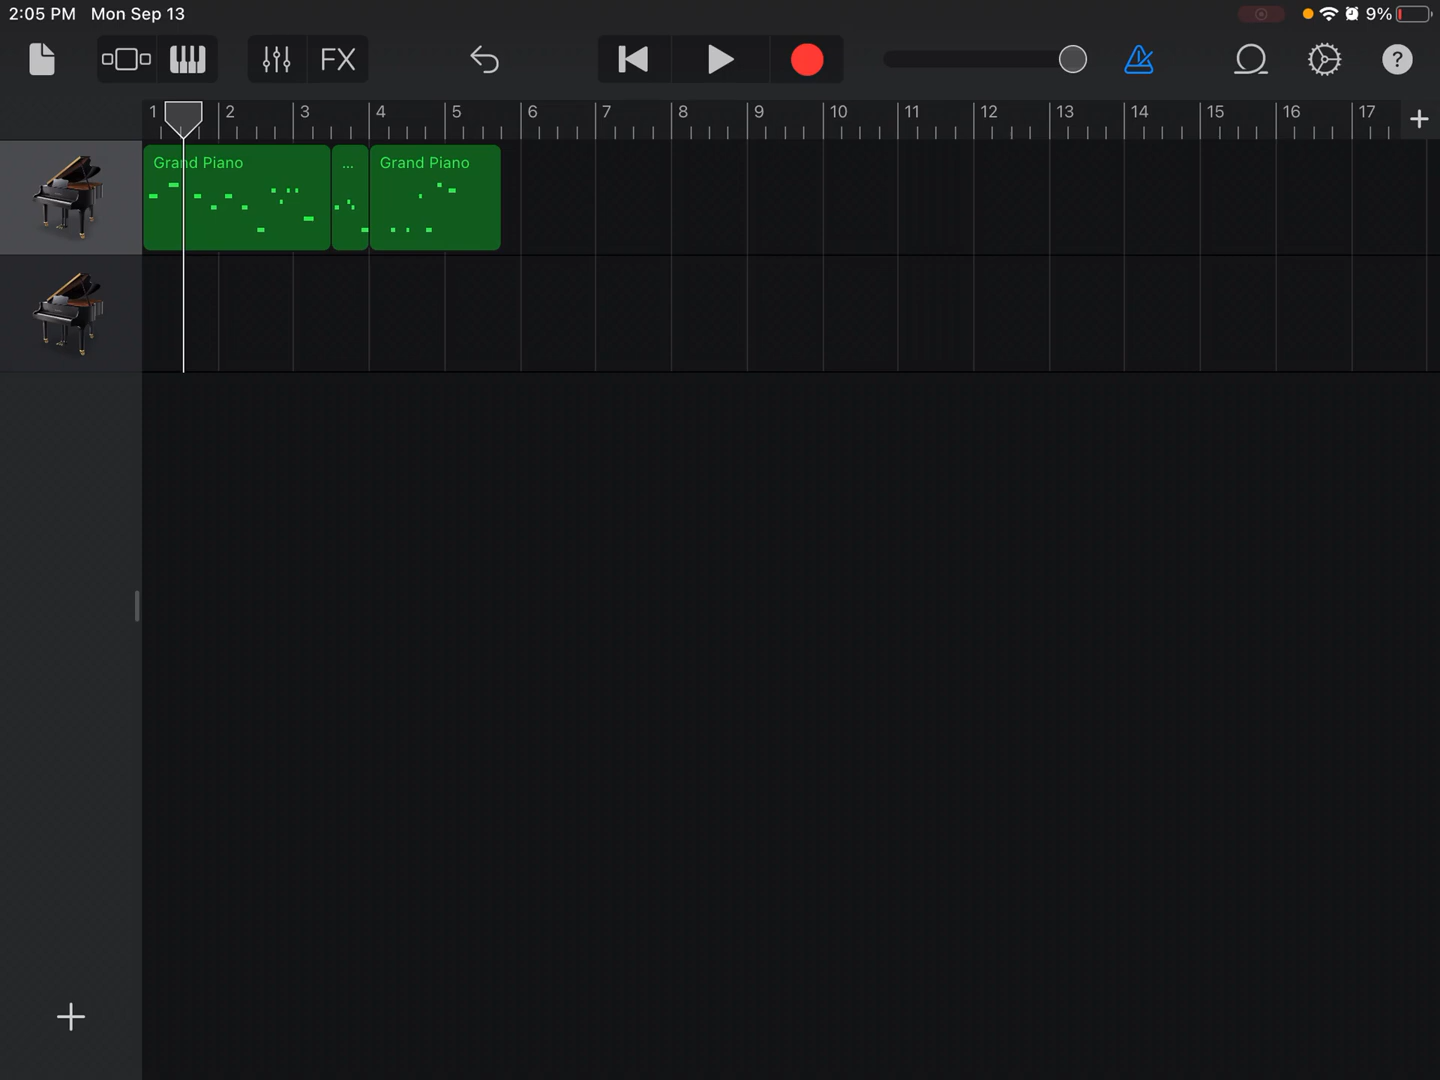 2:05 PM Mon Sep 13
9%
FX
?
1 2 3 4 5 6 7 8 9 10 11 12 13 14 15 16 17
Grand Piano ... Grand Piano